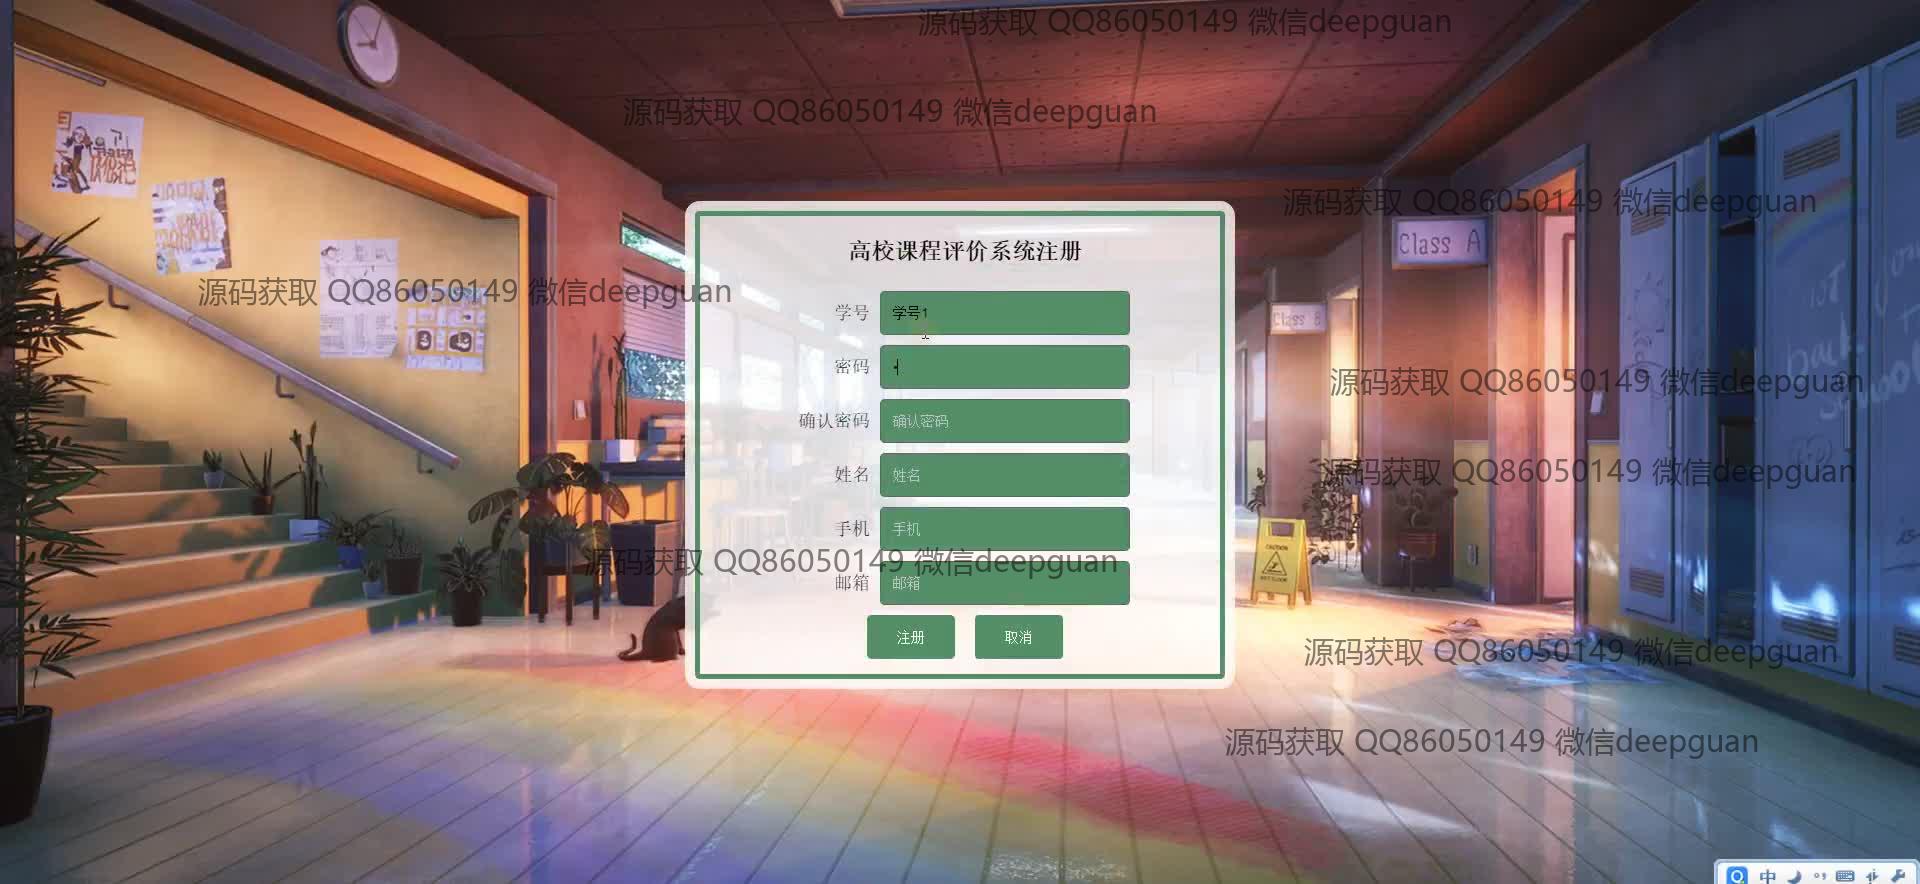 源码获取 QQ86050149 微信deepguan
源码获取 QQ86050149 微信deepguan
源码获取 QQ86050149 微信deepguan
Class A
高校课程评价系统注册
源码获取 QQ86050149 微信deepguan
学号 学号1
Class B
密码
源码获取 QQ86050149 微信deepguan
确认密码 确认密码
姓名 姓名
源码获取 QQ86050149 微信deepguan
手机 手机
源码获取 QQ86050149 微信deepguan
邮箱 邮箱
CAUTION
注册 取消
源码获取 QQ86050149 微信deepguan
源码获取 QQ86050149 微信deepguan
back
中